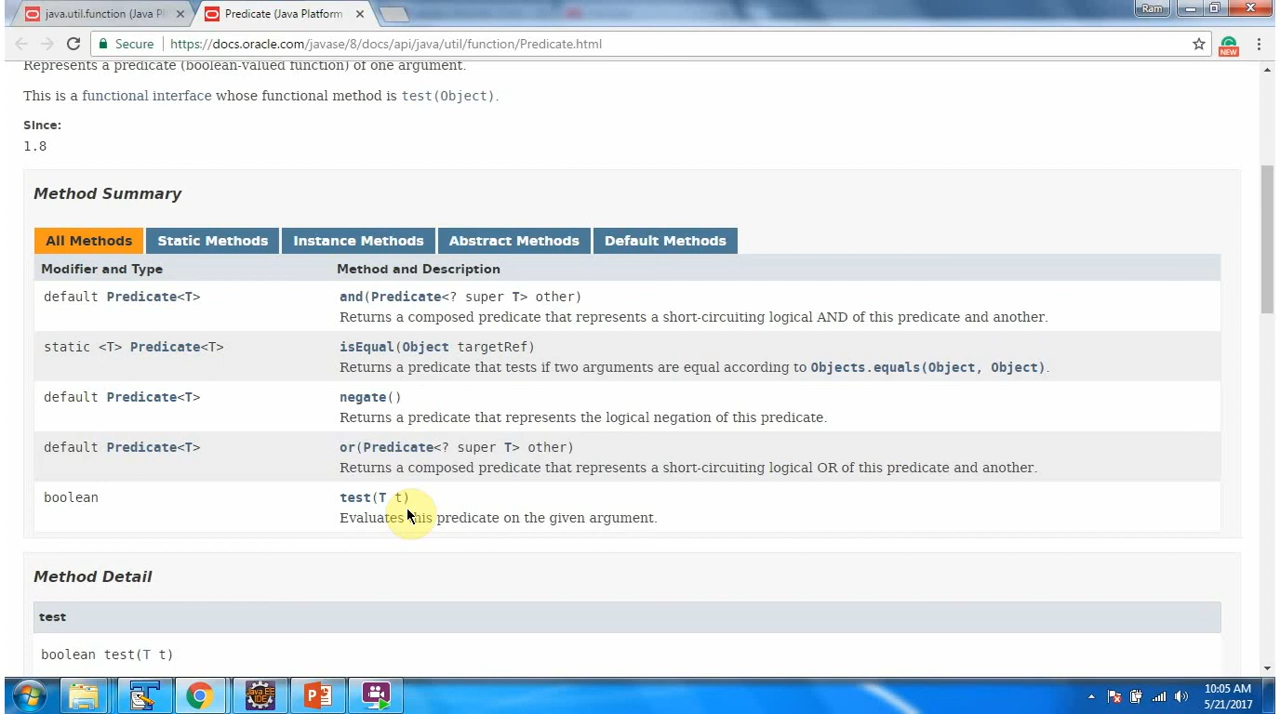 java.util.function (Java Pl
Predicate (Java Platform
Ram
Secure
https://docs.oracle.com/javase/8/docs/api/java/util/function/Predicate.html
NEW
Represents a predicate (boolean-valued function) of one argument.
This is a functional interface whose functional method is test(Object).
Since:
1.8
Method Summary
All Methods
Static Methods
Instance Methods
Abstract Methods
Default Methods
Modifier and Type
Method and Description
default Predicate<T>
and(Predicate<? super T> other)
Returns a composed predicate that represents a short-circuiting logical AND of this predicate and another.
static <T> Predicate<T>
isEqual(Object targetRef)
Returns a predicate that tests if two arguments are equal according to Objects.equals(Object, Object).
default Predicate<T>
negate()
Returns a predicate that represents the logical negation of this predicate.
default Predicate<T>
or(Predicate<? super T> other)
Returns a composed predicate that represents a short-circuiting logical OR of this predicate and another.
boolean
test(T t)
Evaluates this predicate on the given argument.
Method Detail
test
boolean test(T t)
Java EE
IDE
10:05 AM
5/21/2017